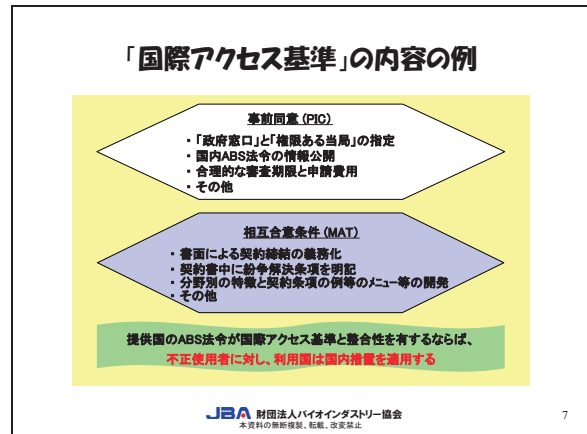 「国際アクセス基準」の内容の例
事前同意（PIC）
・「政府窓口」と「権限ある当局」の指定
・国内ABS法令の情報公開
・合理的な審査期限と申請費用
・その他
相互合意条件（MAT）
・書面による契約締結の義務化
・契約書中に紛争解決条項を明記
・分野別の特徴と契約条項の例等のメニュー等の開発
・その他
提供国のABS法令が国際アクセス基準と整合性を有するならば、
不正使用者に対し、利用国は国内措置を適用する
JBA 財団法人バイオインダストリー協会
本資料の無断複製、転載、改変禁止
7